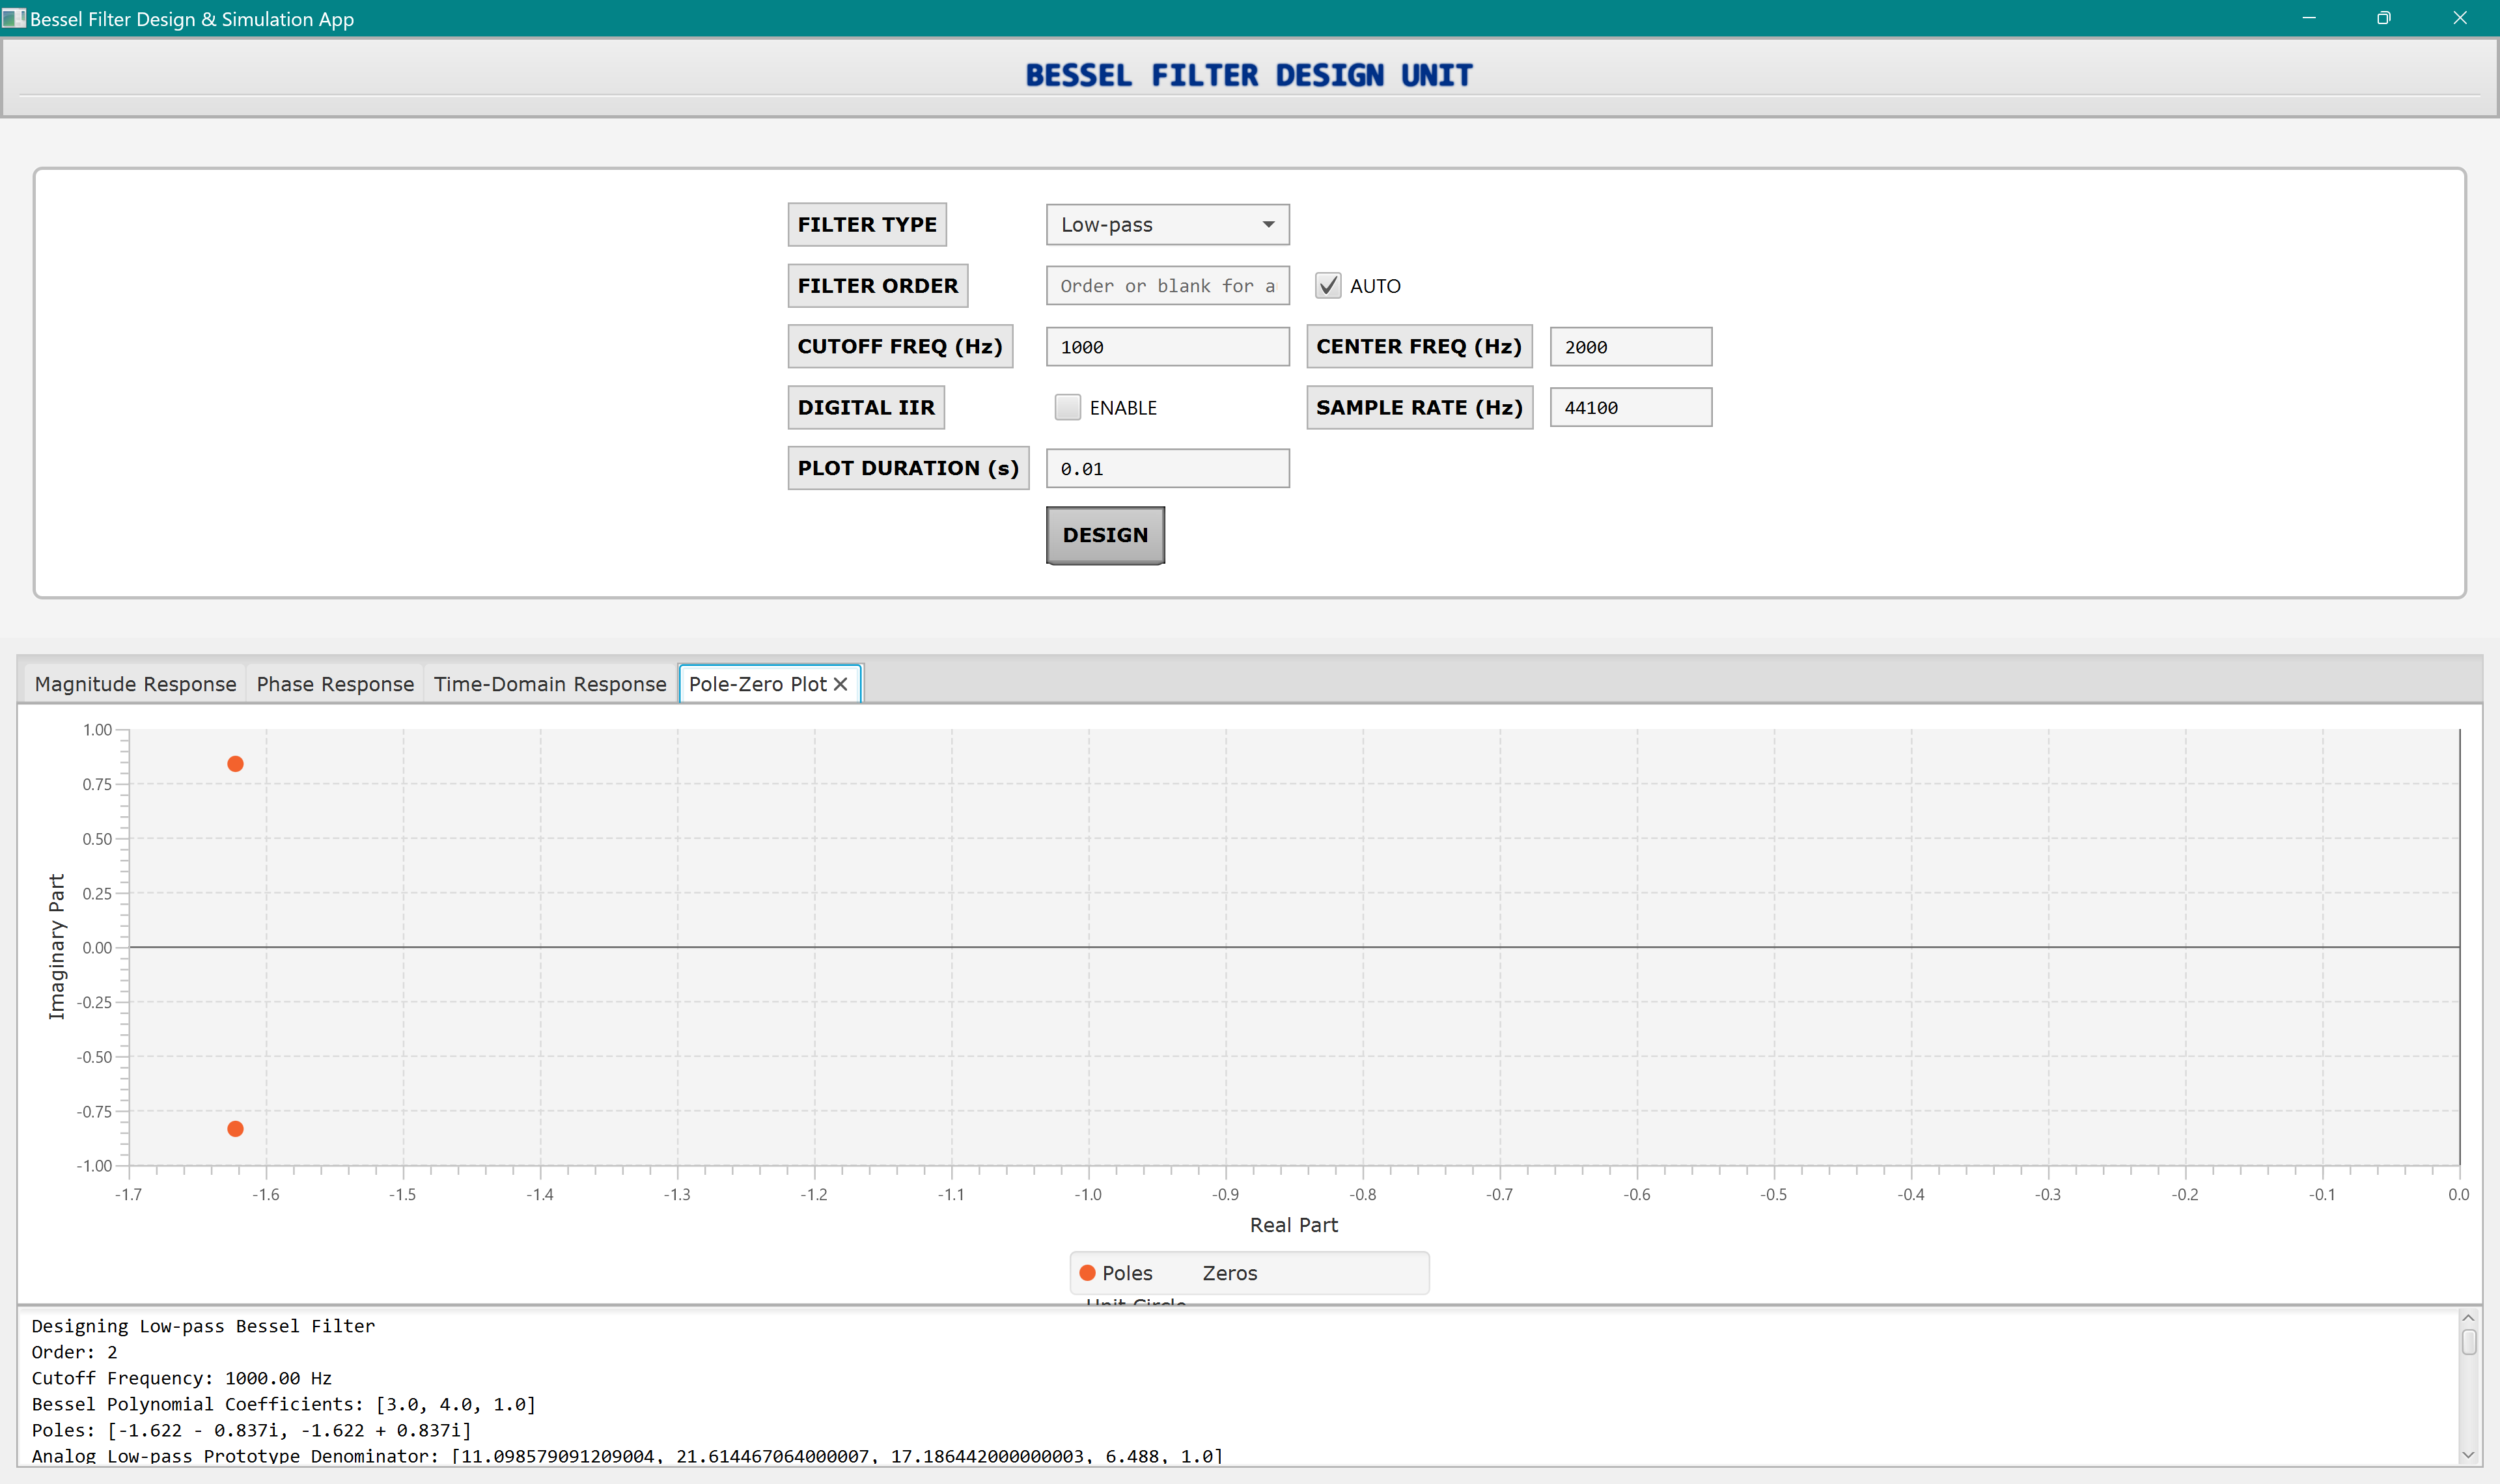 Bessel Filter Design & Simulation App
BESSEL FILTER DESIGN UNIT
FILTER TYPE Low-pass
FILTER ORDER Order or blank for a AUTO
CUTOFF FREQ (Hz) 1000 CENTER FREQ (Hz) 2000
DIGITAL IIR ENABLE SAMPLE RATE (Hz) 44100
PLOT DURATION (s) 0.01
DESIGN
Magnitude Response Phase Response Time-Domain Response Pole-Zero Plot
1.00
0.75
0.50
0.25
0.00
-0.25
-0.50
-0.75
-1.00
Imaginary Part
-1.7 -1.6 -1.5 -1.4 -1.3 -1.2 -1.1 -1.0 -0.9 -0.8 -0.7 -0.6 -0.5 -0.4 -0.3 -0.2 -0.1 0.0
Real Part
Poles Zeros
Unit Circle
Designing Low-pass Bessel Filter
Order: 2
Cutoff Frequency: 1000.00 Hz
Bessel Polynomial Coefficients: [3.0, 4.0, 1.0]
Poles: [-1.622 - 0.837i, -1.622 + 0.837i]
Analog Low-pass Prototype Denominator: [11.098579091209004, 21.614467064000007, 17.186442000000003, 6.488, 1.0]